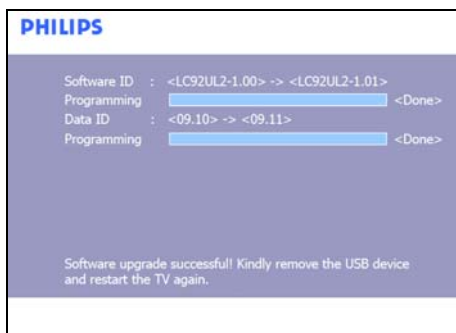 PHILIPS
Software ID : <LC92UL2-1.00> -> <LC92UL2-1.01>
Programming <Done>
Data ID : <09.10> -> <09.11>
Programming <Done>
Software upgrade successful! Kindly remove the USB device
and restart the TV again.